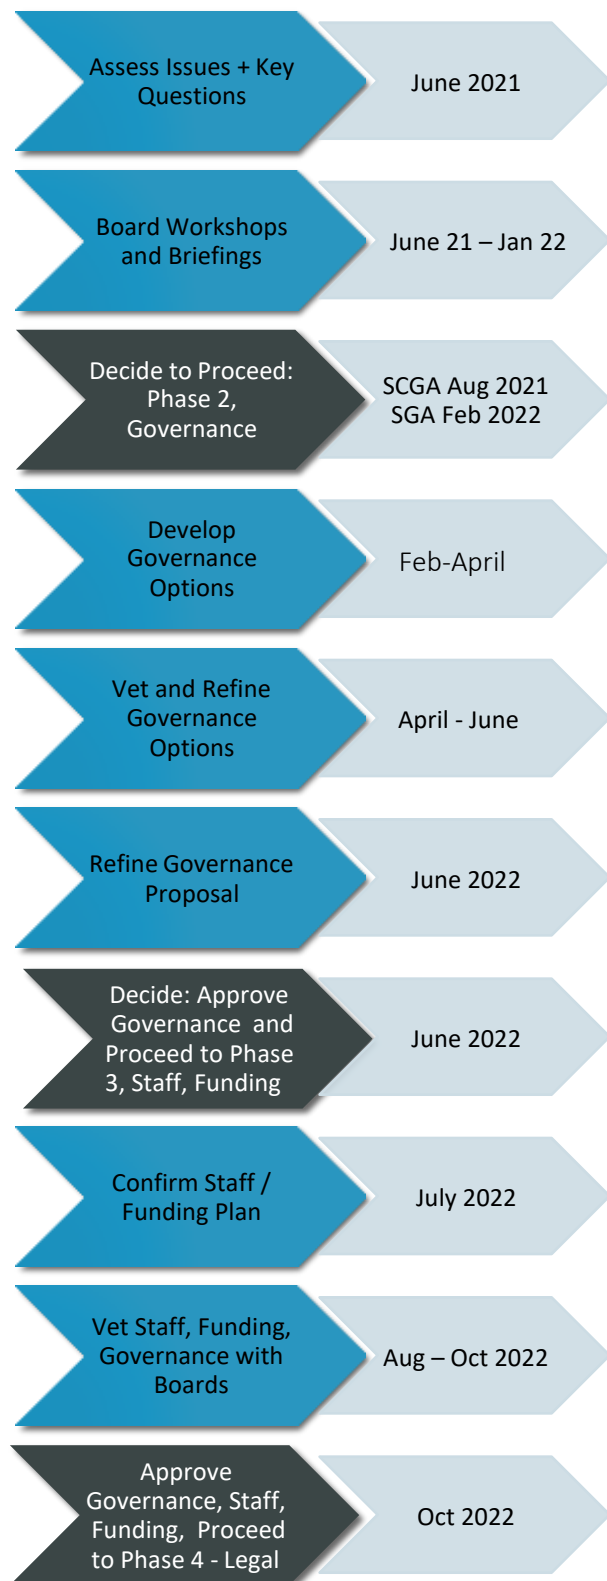 Assess Issues + Key
Questions
June 2021
Board Workshops
and Briefings
June 21 – Jan 22
Decide to Proceed:
Phase 2,
Governance
SCGA Aug 2021
SGA Feb 2022
Develop
Governance
Options
Feb-April
Vet and Refine
Governance
Options
April - June
Refine Governance
Proposal
June 2022
Decide: Approve
Governance and
Proceed to Phase
3, Staff, Funding
June 2022
Confirm Staff /
Funding Plan
July 2022
Vet Staff, Funding,
Governance with
Boards
Aug – Oct 2022
Approve
Governance, Staff,
Funding, Proceed
to Phase 4 - Legal
Oct 2022